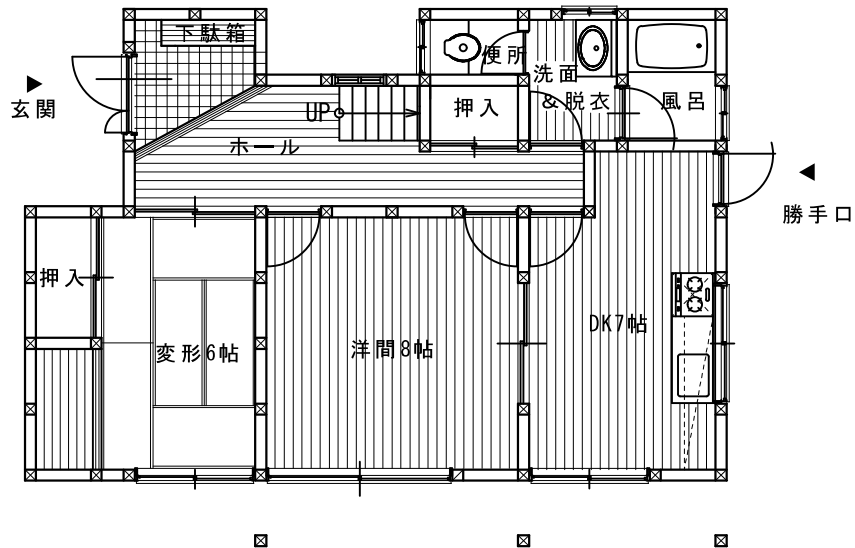 下駄箱
便所
洗面
&脱衣
風呂
玄関
UP
押入
ホール
勝手口
押入
変形6帖
洋間8帖
DK7帖